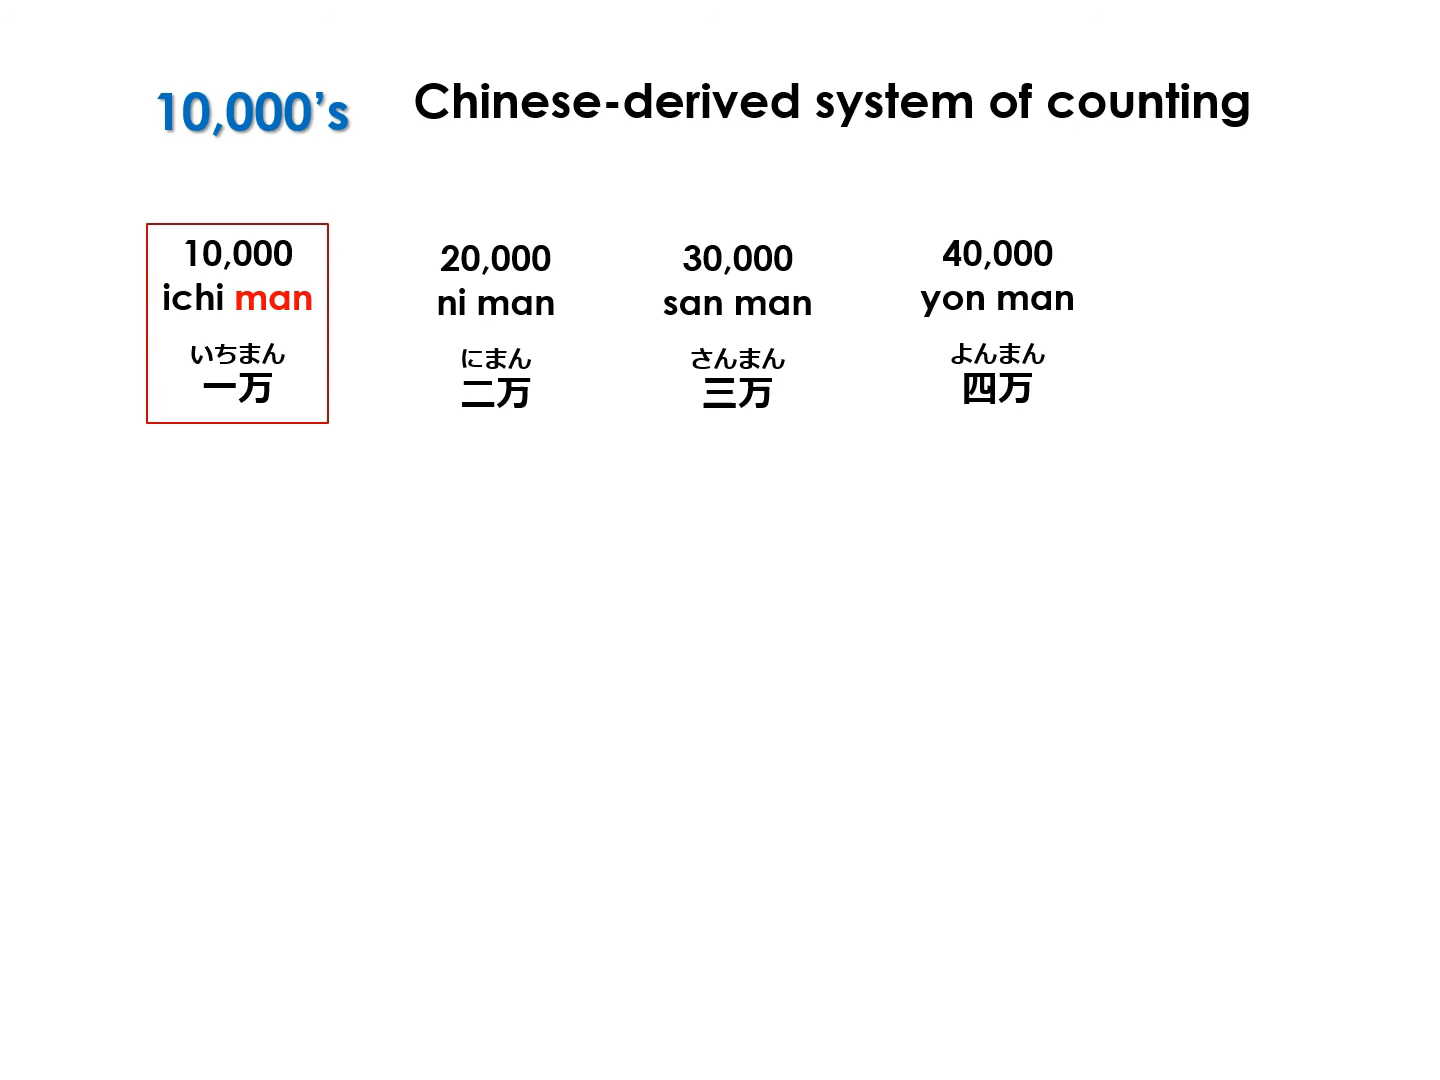 10,000’s
Chinese-derived system of counting
10,000
ichi man
いちまん
一万
20,000
ni man
にまん
二万
30,000
san man
さんまん
三万
40,000
yon man
よんまん
四万